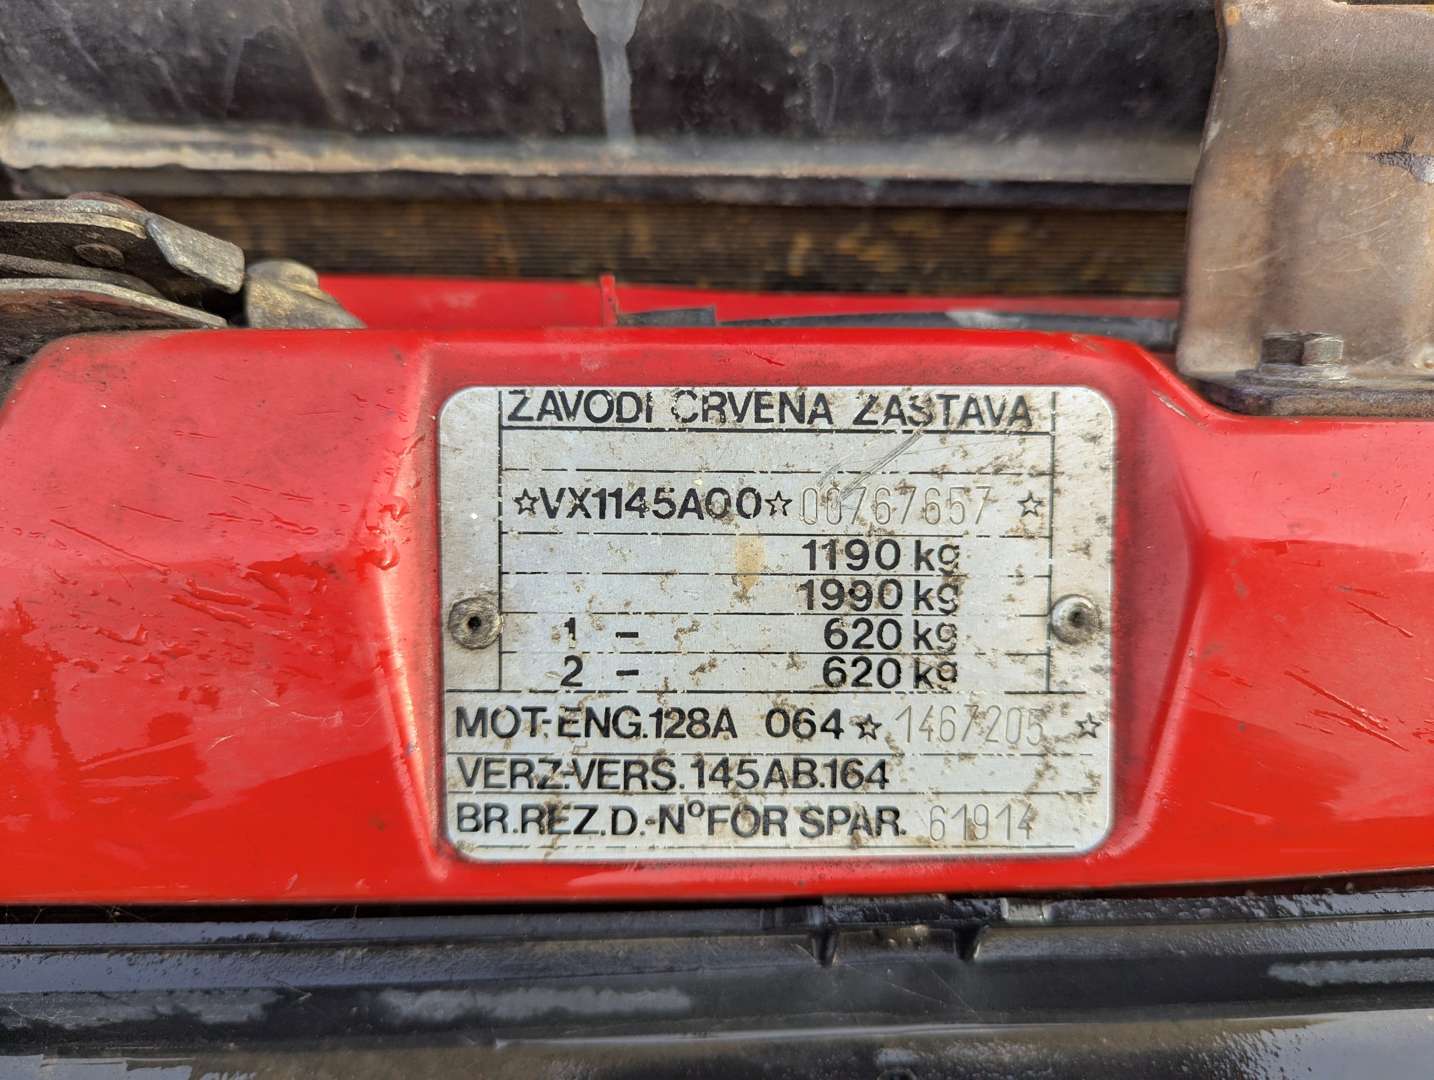 ZAVODI CRVENA ZASTAVA
☆VX1145A00☆00767657 ☆
1190 kg
1990 kg
1 - 620 kg
2 - 620 kg
MOT-ENG.128A 064☆1467205 ☆
VERZ-VERS.145AB.164
BR.REZ.D.-NºFOR SPAR. 61914